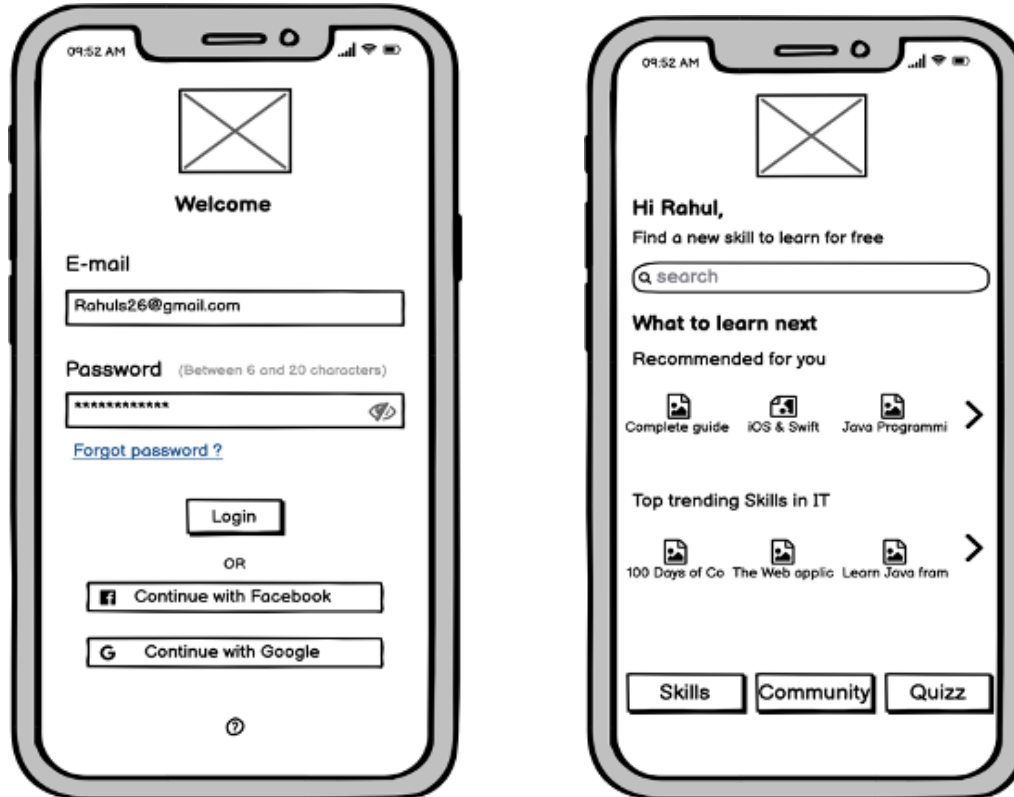 09:52 AM
Welcome
E-mail
Rahuls26@gmail.com
Password (Between 6 and 20 characters)
************
Forgot password ?
Login
OR
Continue with Facebook
G Continue with Google
?
09:52 AM
Hi Rahul,
Find a new skill to learn for free
search
What to learn next
Recommended for you
Complete guide iOS & Swift Java Programmi
Top trending Skills in IT
100 Days of Co The Web applic Learn Java fram
Skills Community Quizz